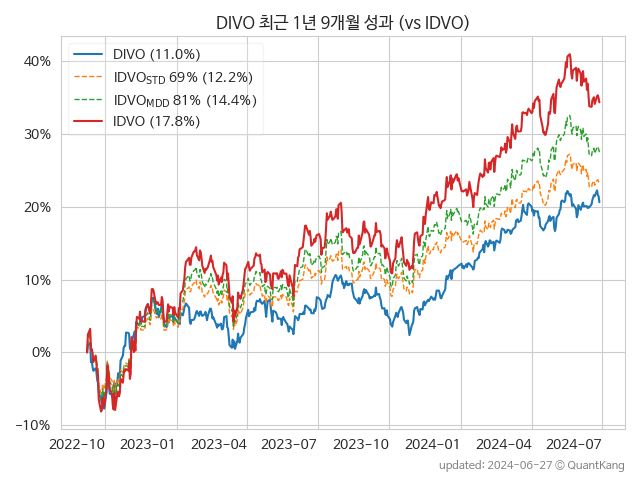 DIVO 최근 1년 9개월 성과 (vs IDVO)
DIVO (11.0%)
IDVO_STD 69% (12.2%)
IDVO_MDD 81% (14.4%)
IDVO (17.8%)
40%
30%
20%
10%
0%
−10%
2022-10 2023-01 2023-04 2023-07 2023-10 2024-01 2024-04 2024-07
updated: 2024-06-27 © QuantKang